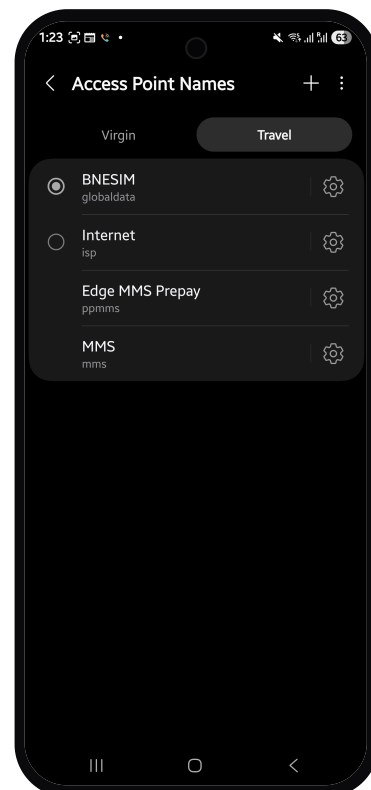 1:23 63
Access Point Names
Virgin Travel
BNESIM
globaldata
Internet
isp
Edge MMS Prepay
ppmms
MMS
mms